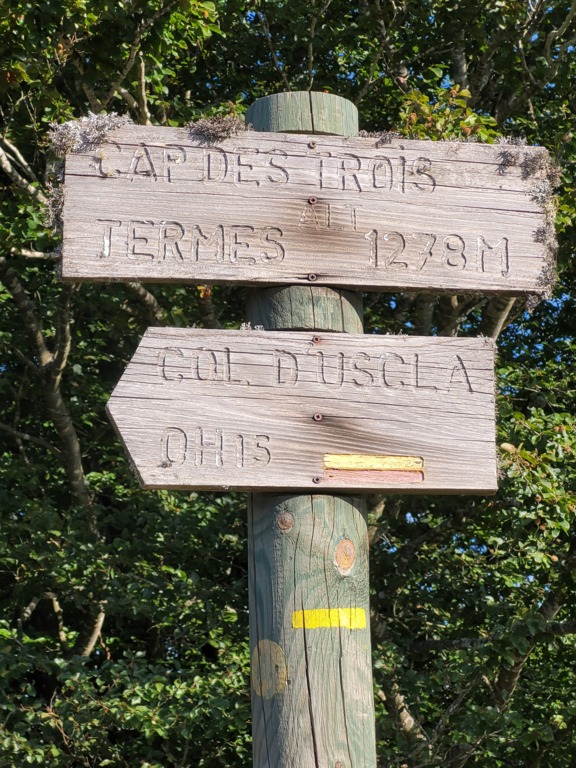 CAP DES TROIS
TERMES ALT 1278M
COL D'USCLA
0H15